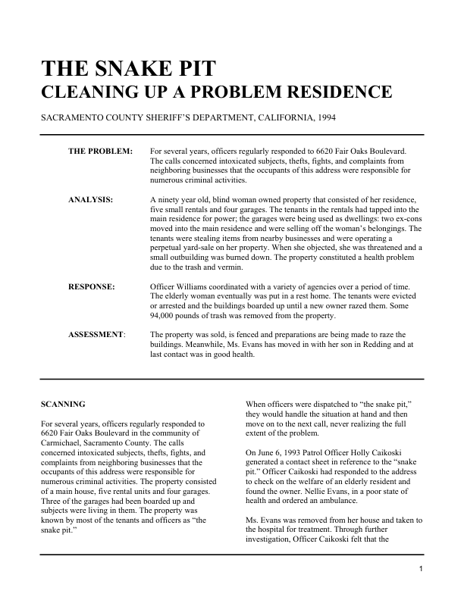 THE SNAKE PIT
CLEANING UP A PROBLEM RESIDENCE
SACRAMENTO COUNTY SHERIFF'S DEPARTMENT, CALIFORNIA, 1994
THE PROBLEM: For several years, officers regularly responded to 6620 Fair Oaks Boulevard.
The calls concerned intoxicated subjects, thefts, fights, and complaints from
neighboring businesses that the occupants of this address were responsible for
numerous criminal activities.
ANALYSIS: A ninety year old, blind woman owned property that consisted of her residence,
five small rentals and four garages. The tenants in the rentals had tapped into the
main residence for power; the garages were being used as dwellings: two ex-cons
moved into the main residence and were selling off the woman's belongings. The
tenants were stealing items from nearby businesses and were operating a
perpetual yard-sale on her property. When she objected, she was threatened and a
small outbuilding was burned down. The property constituted a health problem
due to the trash and vermin.
RESPONSE: Officer Williams coordinated with a variety of agencies over a period of time.
The elderly woman eventually was put in a rest home. The tenants were evicted
or arrested and the buildings boarded up until a new owner razed them. Some
94,000 pounds of trash was removed from the property.
ASSESSMENT: The property was sold, is fenced and preparations are being made to raze the
buildings. Meanwhile, Ms. Evans has moved in with her son in Redding and at
last contact was in good health.
SCANNING
For several years, officers regularly responded to
6620 Fair Oaks Boulevard in the community of
Carmichael, Sacramento County. The calls
concerned intoxicated subjects, thefts, fights, and
complaints from neighboring businesses that the
occupants of this address were responsible for
numerous criminal activities. The property consisted
of a main house, five rental units and four garages.
Three of the garages had been boarded up and
subjects were living in them. The property was
known by most of the tenants and officers as "the
snake pit."
When officers were dispatched to "the snake pit,"
they would handle the situation at hand and then
move on to the next call, never realizing the full
extent of the problem.
On June 6, 1993 Patrol Officer Holly Caikoski
generated a contact sheet in reference to the "snake
pit." Officer Caikoski had responded to the address
to check on the welfare of an elderly resident and
found the owner. Nellie Evans, in a poor state of
health and ordered an ambulance.
Ms. Evans was removed from her house and taken to
the hospital for treatment. Through further
investigation, Officer Caikoski felt that the
1